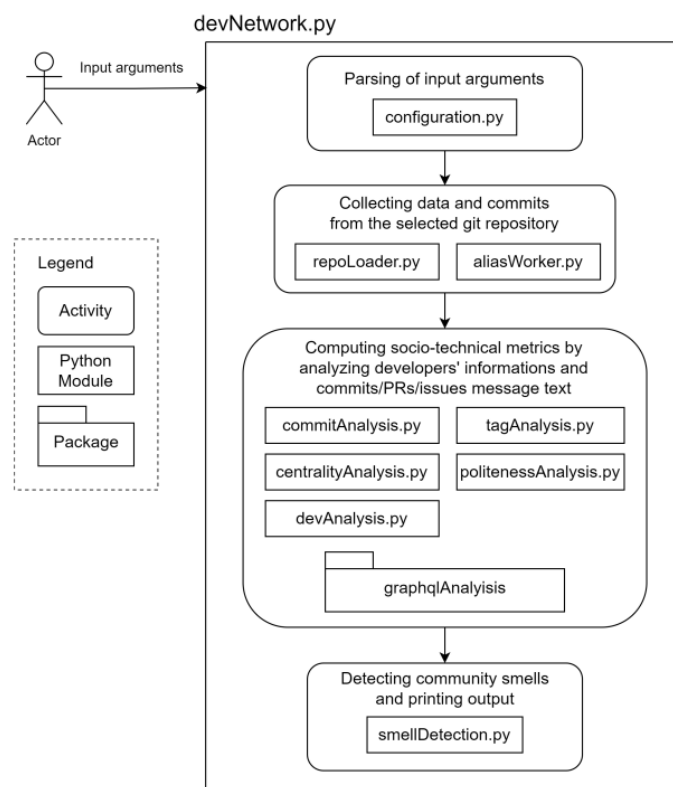 devNetwork.py
Input arguments
Actor
Parsing of input arguments
configuration.py
Collecting data and commits
from the selected git repository
repoLoader.py
aliasWorker.py
Legend
Activity
Python
Module
Package
Computing socio-technical metrics by
analyzing developers' informations and
commits/PRs/issues message text
commitAnalysis.py
tagAnalysis.py
centralityAnalysis.py
politenessAnalysis.py
devAnalysis.py
graphqlAnalyisis
Detecting community smells
and printing output
smellDetection.py